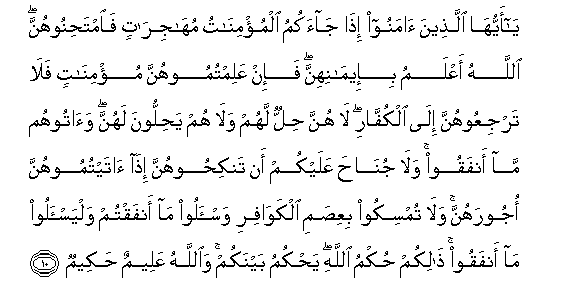 يَـٰٓأَيُّهَا ٱلَّذِينَ ءَامَنُوٓا۟ إِذَا جَآءَكُمُ ٱلْمُؤْمِنَـٰتُ مُهَـٰجِرَٰتٍ فَٱمْتَحِنُوهُنَّ ۖ
ٱللَّهُ أَعْلَمُ بِإِيمَـٰنِهِنَّ ۖ فَإِنْ عَلِمْتُمُوهُنَّ مُؤْمِنَـٰتٍ فَلَا
تَرْجِعُوهُنَّ إِلَى ٱلْكُفَّارِ ۖ لَا هُنَّ حِلٌّ لَّهُمْ وَلَا هُمْ يَحِلُّونَ لَهُنَّ ۖ وَءَاتُوهُم
مَّآ أَنفَقُوا۟ ۚ وَلَا جُنَاحَ عَلَيْكُمْ أَن تَنكِحُوهُنَّ إِذَآ ءَاتَيْتُمُوهُنَّ
أُجُورَهُنَّ ۚ وَلَا تُمْسِكُوا۟ بِعِصَمِ ٱلْكَوَافِرِ وَسْـَٔلُوا۟ مَآ أَنفَقْتُمْ وَلْيَسْـَٔلُوا۟
مَآ أَنفَقُوا۟ ۚ ذَٰلِكُمْ حُكْمُ ٱللَّهِ ۖ يَحْكُمُ بَيْنَكُمْ ۚ وَٱللَّهُ عَلِيمٌ حَكِيمٌ ١٠